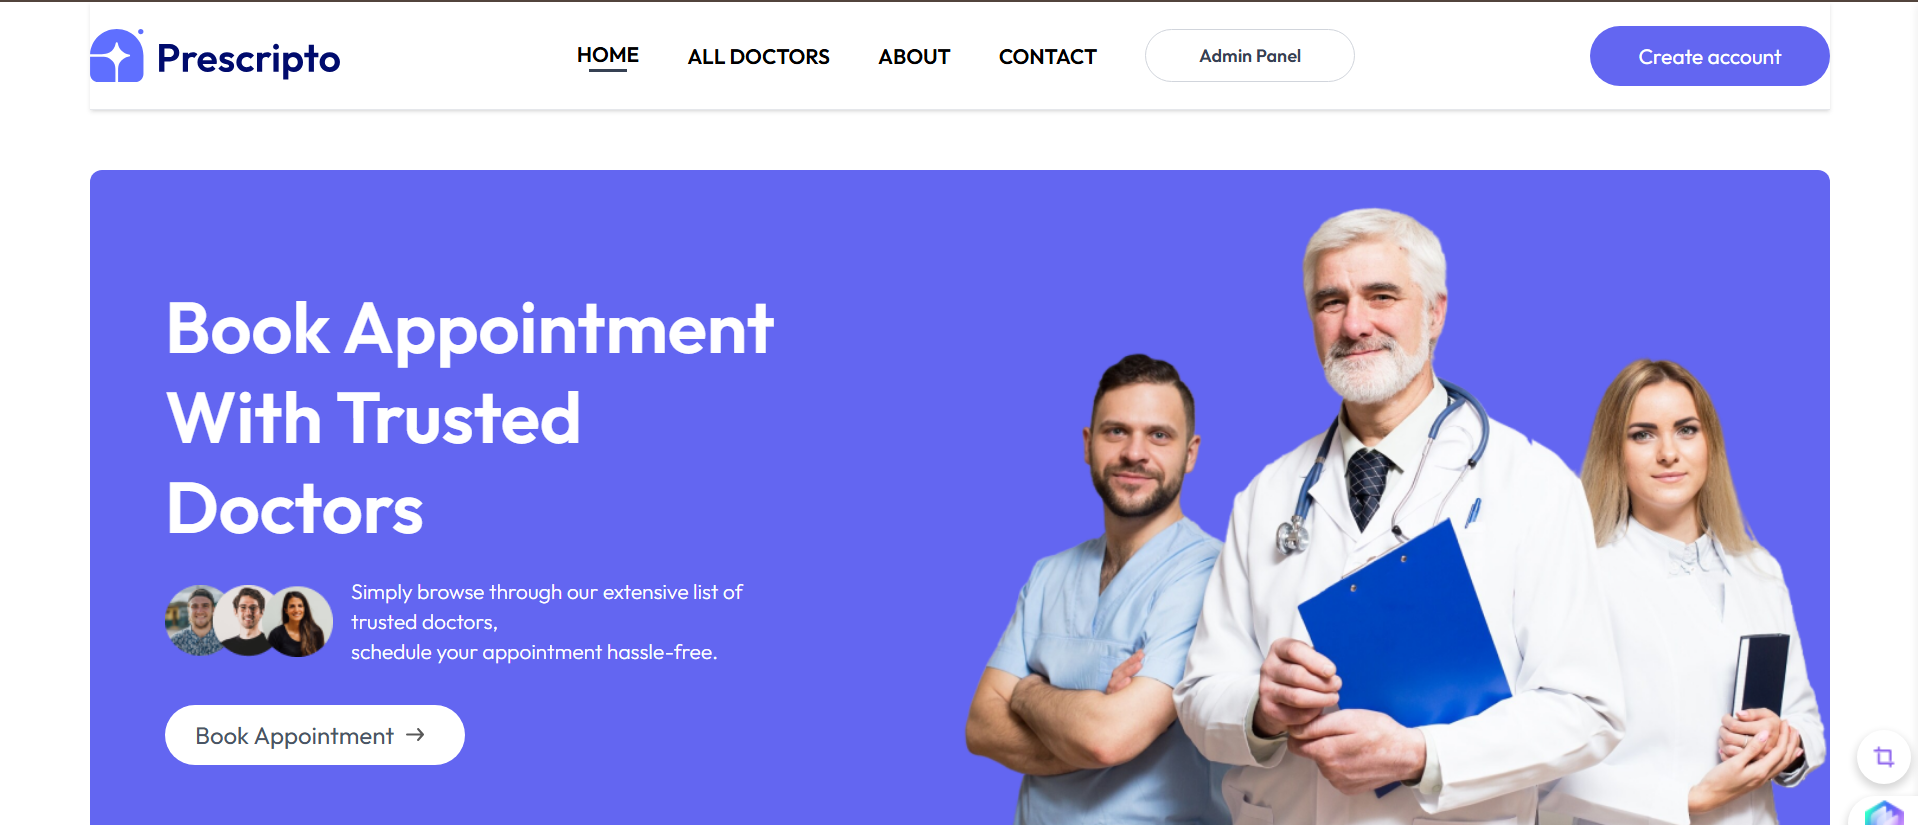 Prescripto
HOME
ALL DOCTORS
ABOUT
CONTACT
Admin Panel
Create account
Book Appointment
With Trusted
Doctors
Simply browse through our extensive list of
trusted doctors,
schedule your appointment hassle-free.
Book Appointment →